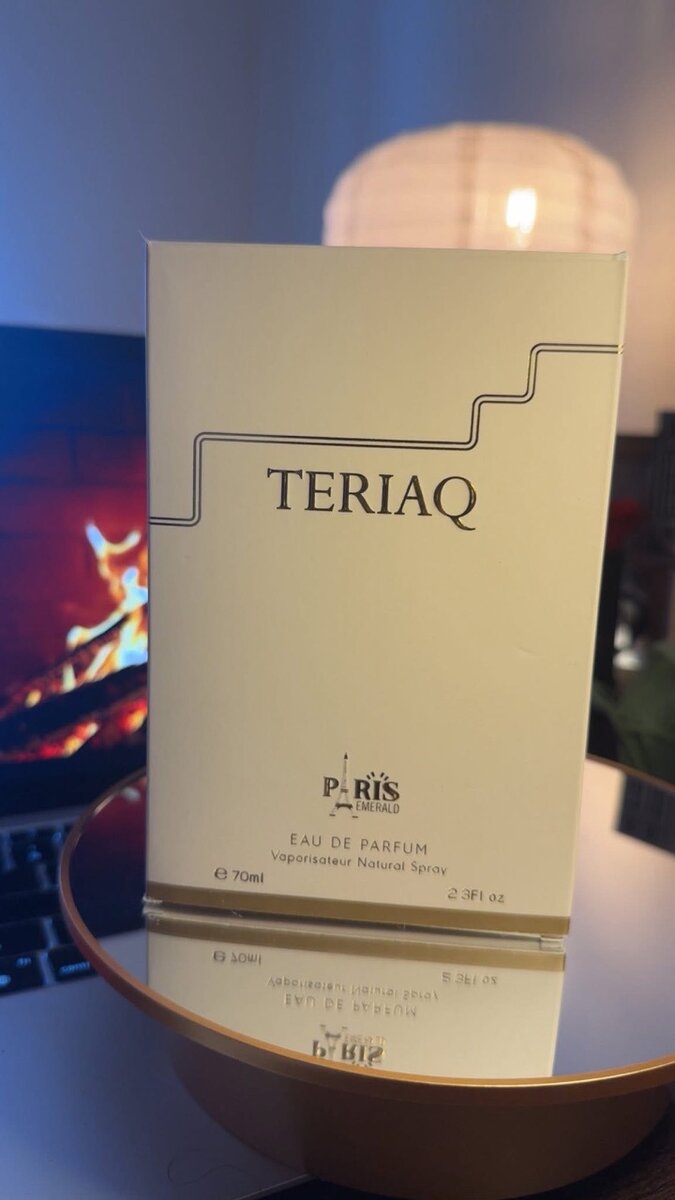 TERIAQ
PARIS
EMERALD
EAU DE PARFUM
Vaporisateur Natural Spray
e 70ml
2.3Fl oz